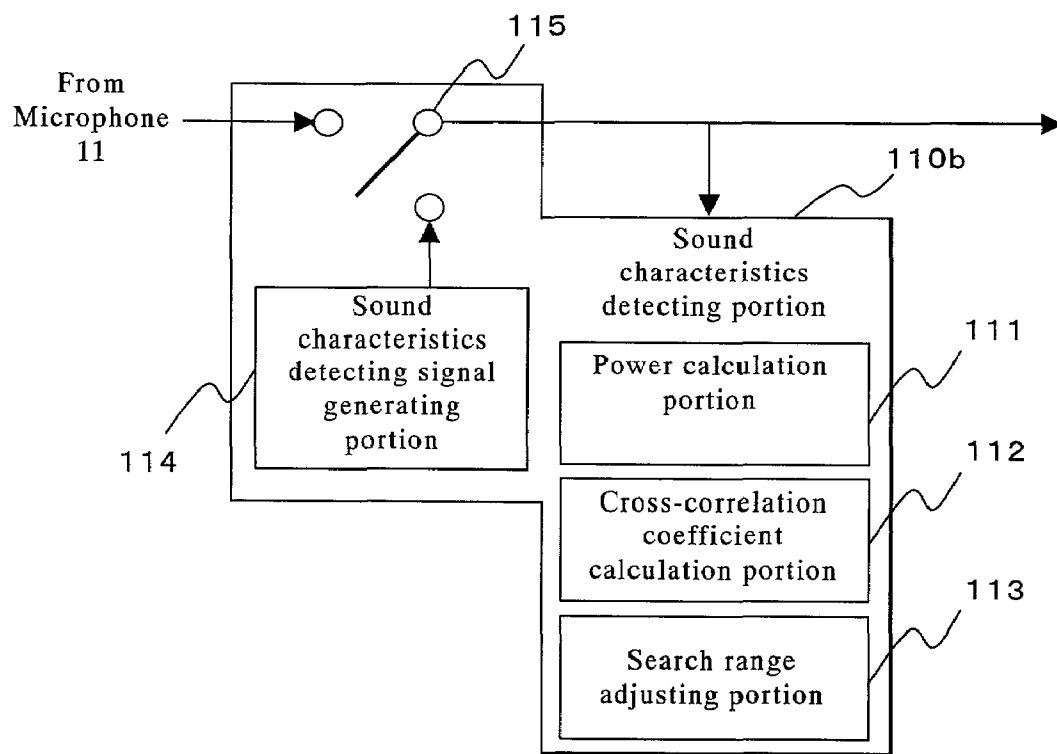 115
From
Microphone
11
110b
Sound
characteristics
detecting portion
Sound
characteristics
detecting signal
generating
portion
114
111
Power calculation
portion
112
Cross-correlation
coefficient
calculation portion
113
Search range
adjusting portion